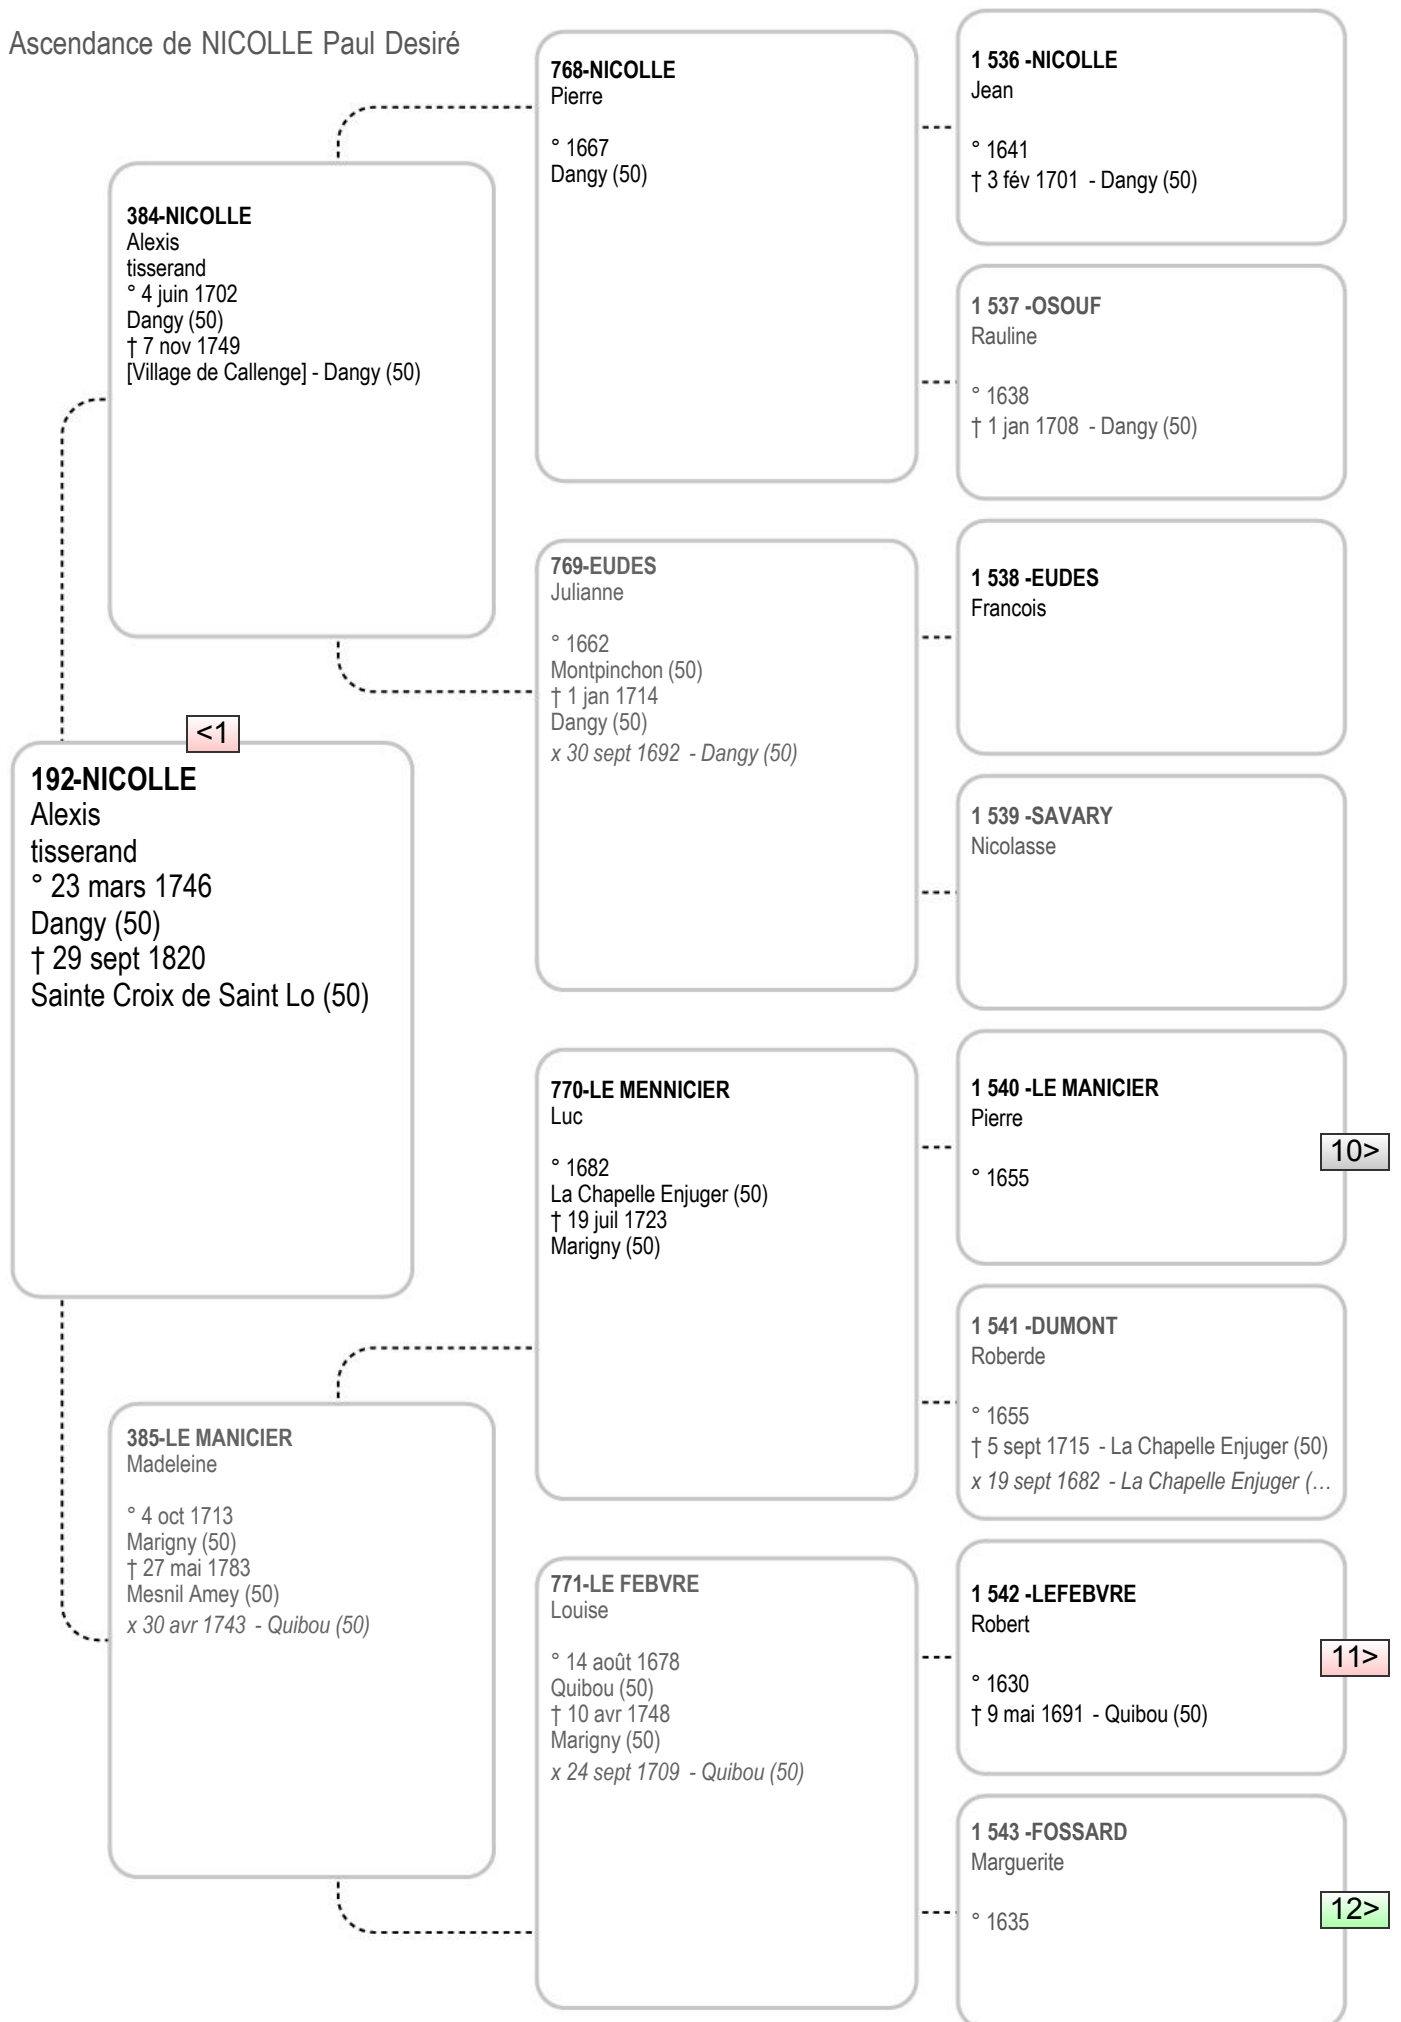 Ascendance de NICOLLE Paul Desiré
<1
192-NICOLLE
Alexis
tisserand
° 23 mars 1746
Dangy (50)
† 29 sept 1820
Sainte Croix de Saint Lo (50)
384-NICOLLE
Alexis
tisserand
° 4 juin 1702
Dangy (50)
† 7 nov 1749
[Village de Callenge] - Dangy (50)
385-LE MANICIER
Madeleine
° 4 oct 1713
Marigny (50)
† 27 mai 1783
Mesnil Amey (50)
x 30 avr 1743 - Quibou (50)
768-NICOLLE
Pierre
° 1667
Dangy (50)
769-EUDES
Julianne
° 1662
Montpinchon (50)
† 1 jan 1714
Dangy (50)
x 30 sept 1692 - Dangy (50)
770-LE MENNICIER
Luc
° 1682
La Chapelle Enjuger (50)
† 19 juil 1723
Marigny (50)
771-LE FEBVRE
Louise
° 14 août 1678
Quibou (50)
† 10 avr 1748
Marigny (50)
x 24 sept 1709 - Quibou (50)
1 536 -NICOLLE
Jean
° 1641
† 3 fév 1701 - Dangy (50)
1 537 -OSOUF
Rauline
° 1638
† 1 jan 1708 - Dangy (50)
1 538 -EUDES
Francois
1 539 -SAVARY
Nicolasse
1 540 -LE MANICIER
Pierre
° 1655
10>
1 541 -DUMONT
Roberde
° 1655
† 5 sept 1715 - La Chapelle Enjuger (50)
x 19 sept 1682 - La Chapelle Enjuger (…
1 542 -LEFEBVRE
Robert
° 1630
† 9 mai 1691 - Quibou (50)
11>
1 543 -FOSSARD
Marguerite
° 1635
12>